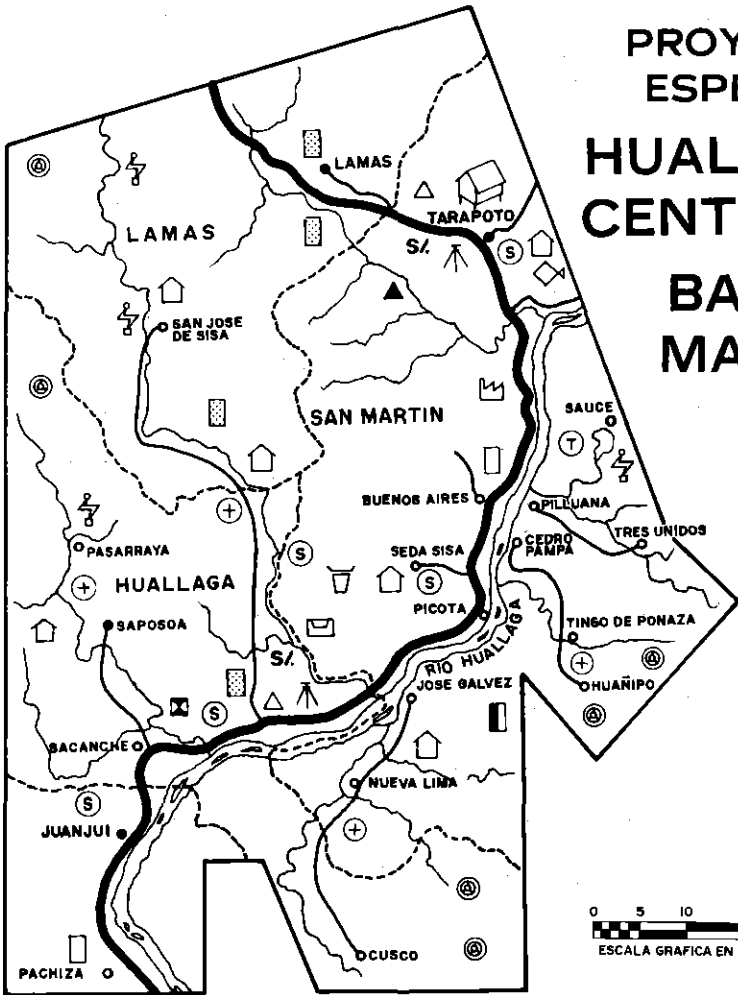 PROY
ESPE
HUAL
CENT
BA
MA
LAMAS
TARAPOTO
LAMAS
S/.
S
SAN JOSE
DE SISA
SAN MARTIN
SAUCE
T
BUENOS AIRES
PILLUANA
CEDRO
PAMPA
TRES UNIDOS
PASARRAYA
S
SEDA SISA
S
HUALLAGA
PICOTA
SAPOSOA
TINGO DE PONAZA
S/.
RIO HUALLAGA
HUAÑIPO
JOSE GALVEZ
S
SACANCHE
NUEVA LIMA
S
JUANJUI
CUSCO
PACHIZA
0 5 10
ESCALA GRAFICA EN